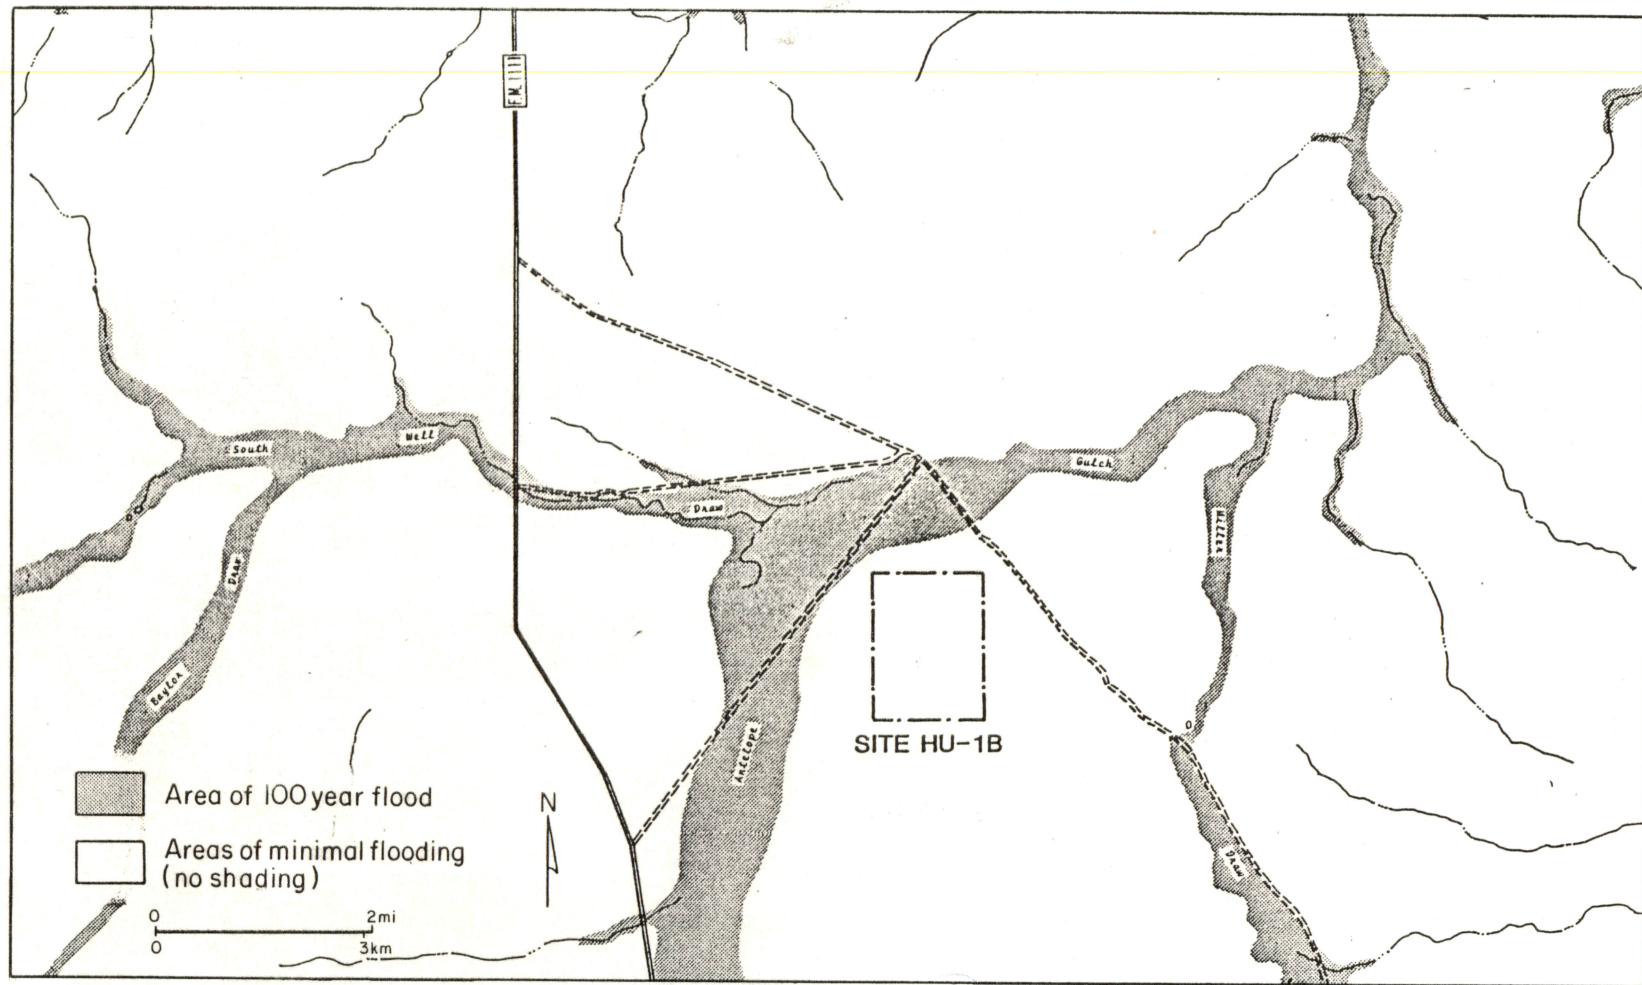 F.M. 1111
South
Well
Gulch
Draw
Miller
Draw
Baylor
SITE HU-1B
Antelope
Area of 100 year flood
N
Areas of minimal flooding
(no shading)
Draw
0 2mi
0 3km